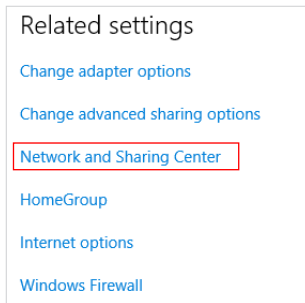 Related settings
Change adapter options
Change advanced sharing options
Network and Sharing Center
HomeGroup
Internet options
Windows Firewall